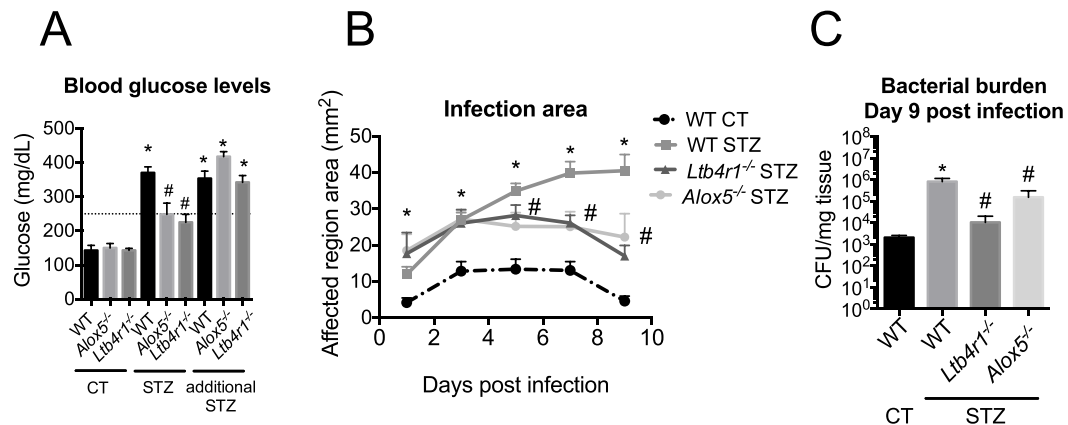 A
Blood glucose levels
Glucose (mg/dL)
500
400
300
200
100
0
* # # * * *
WT Alox5-/- Ltb4r1-/- WT Alox5-/- Ltb4r1-/- WT Alox5-/- Ltb4r1-/-
CT STZ additional
STZ
B
Infection area
Affected region area (mm²)
50
40
30
20
10
0
* * * * *
# # #
0 2 4 6 8 10
Days post infection
WT CT
WT STZ
Ltb4r1-/- STZ
Alox5-/- STZ
C
Bacterial burden
Day 9 post infection
CFU/mg tissue
10⁸
10⁷
10⁶
10⁵
10⁴
10³
10²
10¹
10⁰
* # #
WT WT Ltb4r1-/- Alox5-/-
CT STZ